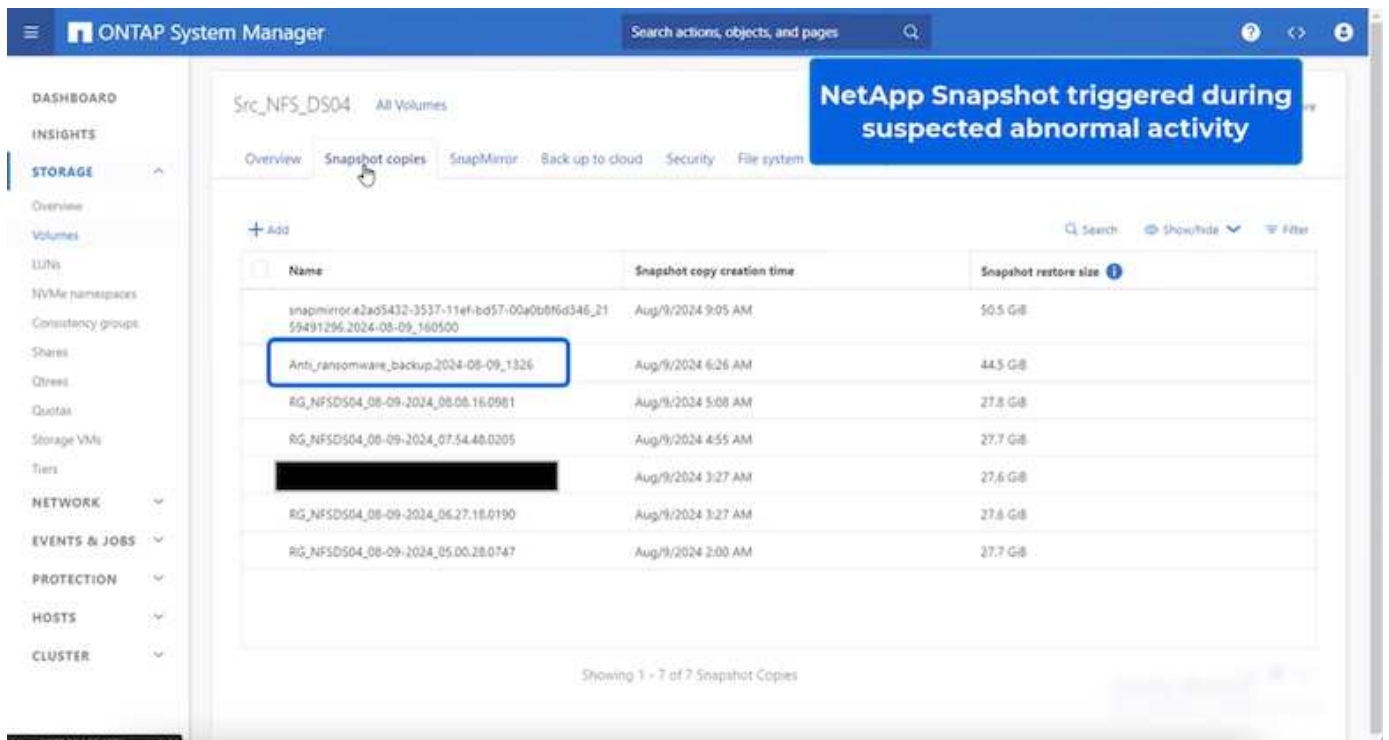 ONTAP System Manager
Search actions, objects, and pages
NetApp Snapshot triggered during
suspected abnormal activity
DASHBOARD
INSIGHTS
STORAGE
Overview
Volumes
LUNs
NVMe namespaces
Consistency groups
Shares
Qtrees
Quotas
Storage VMs
Tiers
NETWORK
EVENTS & JOBS
PROTECTION
HOSTS
CLUSTER
Src_NFS_DS04 All Volumes
Overview Snapshot copies SnapMirror Back up to cloud Security File system
+ Add
Search Show/hide Filter
Name Snapshot copy creation time Snapshot restore size
snapmirror.e2ad5432-3537-11ef-bd57-00a0b8f6d346_21 Aug/9/2024 9:05 AM 50.5 GiB
59491296.2024-08-09_160500
Anti_ransomware_backup.2024-08-09_1326 Aug/9/2024 6:26 AM 44.5 GiB
RG_NFSDS04_08-09-2024_08.08.16.0981 Aug/9/2024 5:08 AM 27.8 GiB
RG_NFSDS04_08-09-2024_07.54.48.0205 Aug/9/2024 4:55 AM 27.7 GiB
Aug/9/2024 3:27 AM 27.6 GiB
RG_NFSDS04_08-09-2024_06.27.18.0190 Aug/9/2024 3:27 AM 27.6 GiB
RG_NFSDS04_08-09-2024_05.00.28.0747 Aug/9/2024 2:00 AM 27.7 GiB
Showing 1 - 7 of 7 Snapshot Copies